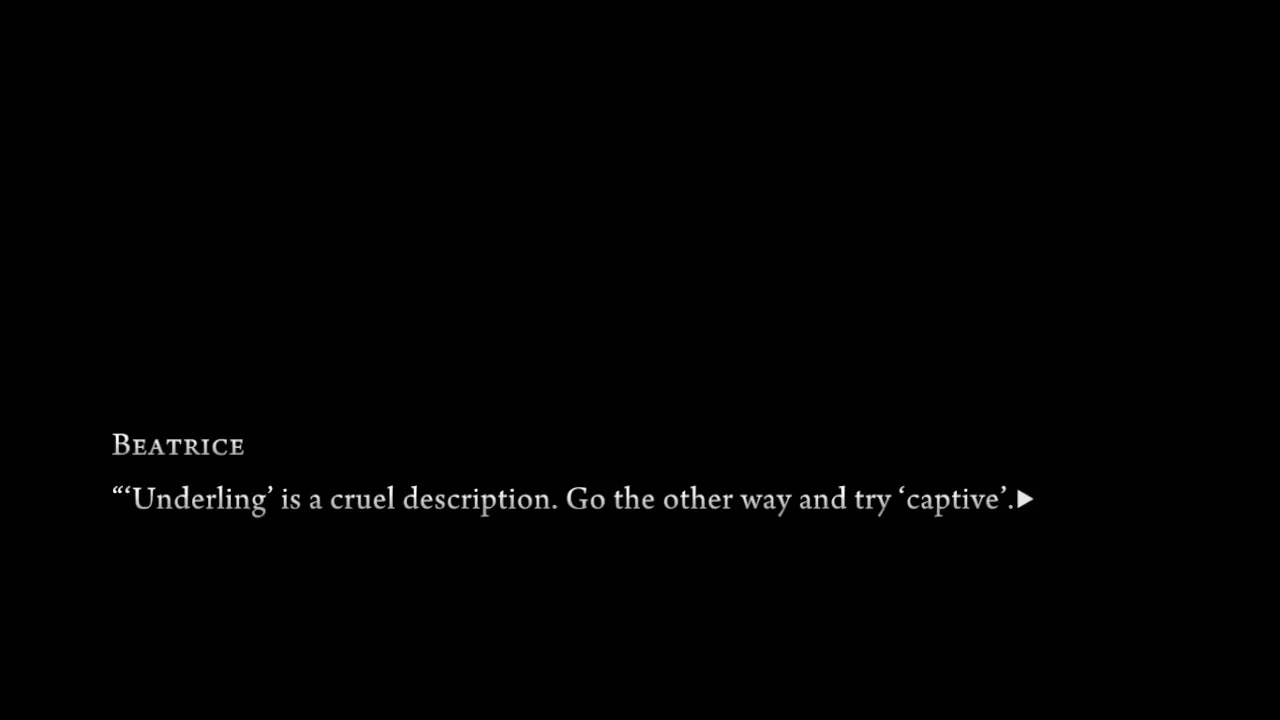 BEATRICE
“‘Underling’ is a cruel description. Go the other way and try ‘captive’.▶